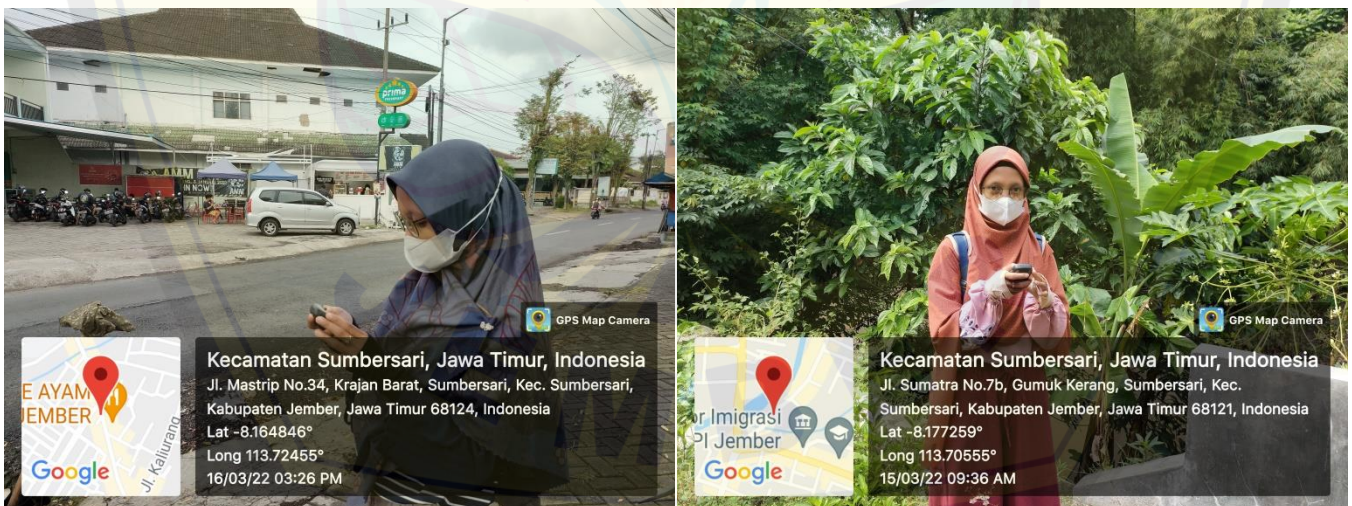 prima
IN NOW
GPS Map Camera
Kecamatan Sumbersari, Jawa Timur, Indonesia
Jl. Mastrip No.34, Krajan Barat, Sumbersari, Kec. Sumbersari,
Kabupaten Jember, Jawa Timur 68124, Indonesia
Lat -8.164846°
Long 113.72455°
16/03/22 03:26 PM
E AYAM
JEMBER
Jl. Kaliurang
Google
GPS Map Camera
Kecamatan Sumbersari, Jawa Timur, Indonesia
Jl. Sumatra No.7b, Gumuk Kerang, Sumbersari, Kec.
Sumbersari, Kabupaten Jember, Jawa Timur 68121, Indonesia
Lat -8.177259°
Long 113.70555°
15/03/22 09:36 AM
or Imigrasi
PI Jember
Google